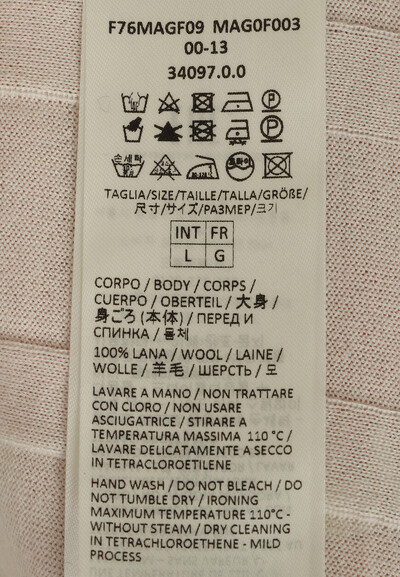 F76MAGF09 MAG0F003
00-13
34097.0.0
TAGLIA/SIZE/TAILLE/TALLA/GRÖßE/
尺寸/サイズ/РАЗМЕР/크기
INT FR
L G
CORPO / BODY / CORPS /
CUERPO / OBERTEIL / 大身 /
身ごろ (本体) / ПЕРЕД И
СПИНКА / 몸체
100% LANA / WOOL / LAINE /
WOLLE / 羊毛 / ШЕРСТЬ / 모
LAVARE A MANO / NON TRATTARE
CON CLORO / NON USARE
ASCIUGATRICE / STIRARE A
TEMPERATURA MASSIMA 110 °C /
LAVARE DELICATAMENTE A SECCO
IN TETRACLOROETILENE
HAND WASH / DO NOT BLEACH / DO
NOT TUMBLE DRY / IRONING
MAXIMUM TEMPERATURE 110°C -
WITHOUT STEAM / DRY CLEANING
IN TETRACHLOROETHENE - MILD
PROCESS